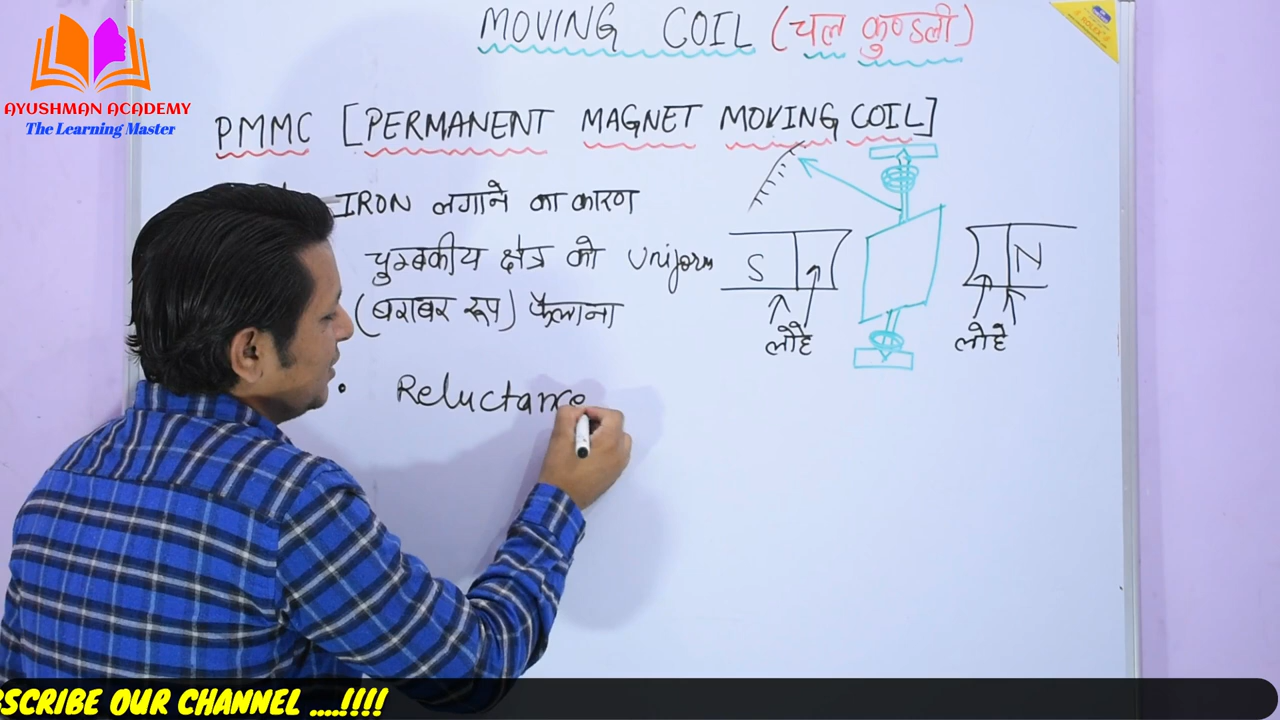 MOVING COIL (चल कुण्डली)
AYUSHMAN ACADEMY
The Learning Master
PMMC [PERMANENT MAGNET MOVING COIL]
IRON लगाने का कारण
चुम्बकीय क्षेत्र को Uniform
(बराबर रूप) फैलाना
S
N
लोहे
लोहे
• Reluctance
BSCRIBE OUR CHANNEL ....!!!!